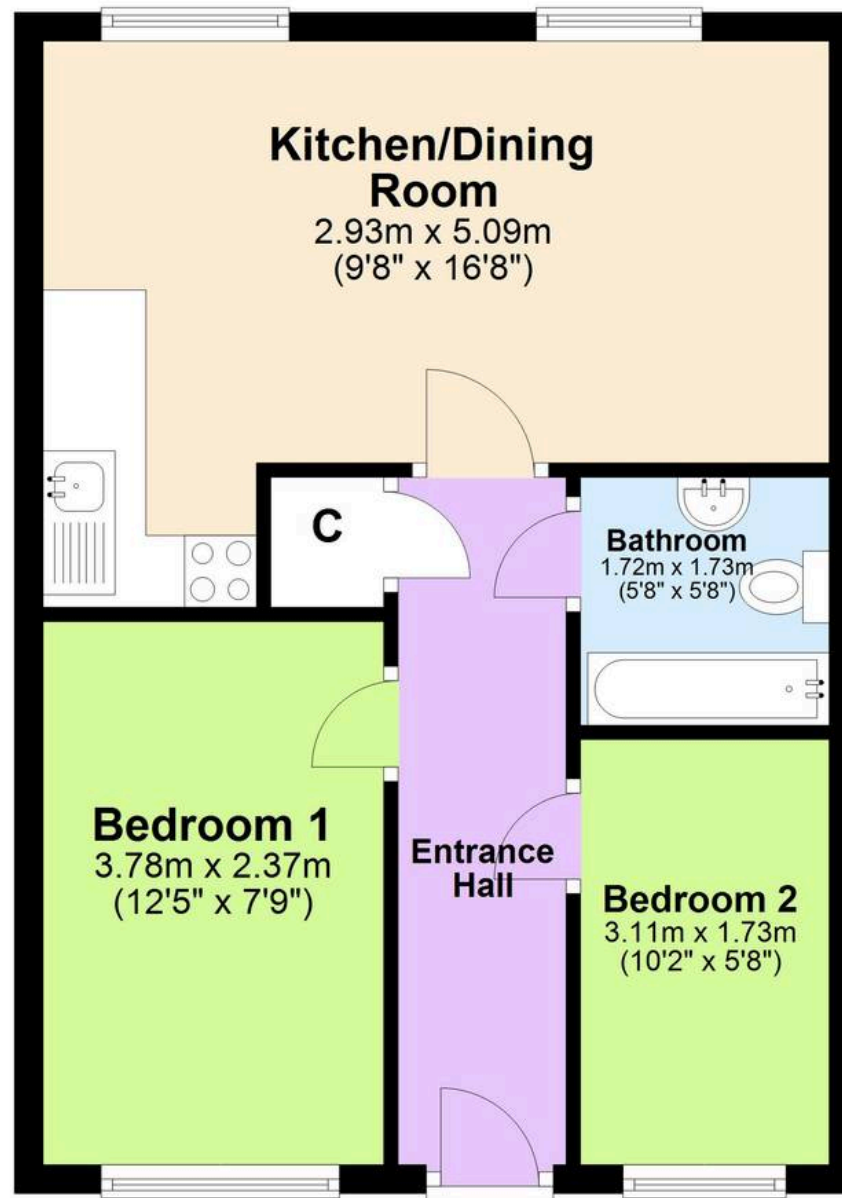 Kitchen/Dining
Room
2.93m x 5.09m
(9'8" x 16'8")
C
Bathroom
1.72m x 1.73m
(5'8" x 5'8")
Bedroom 1
3.78m x 2.37m
(12'5" x 7'9")
Entrance
Hall
Bedroom 2
3.11m x 1.73m
(10'2" x 5'8")